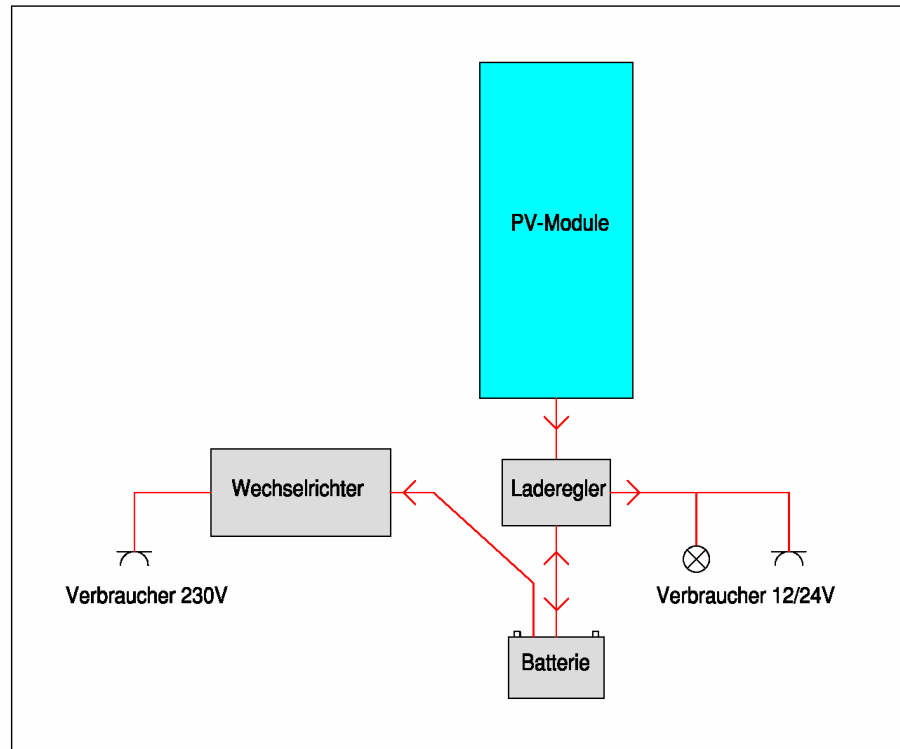 PV-Module
Wechselrichter
Laderegler
Verbraucher 230V
Verbraucher 12/24V
Batterie